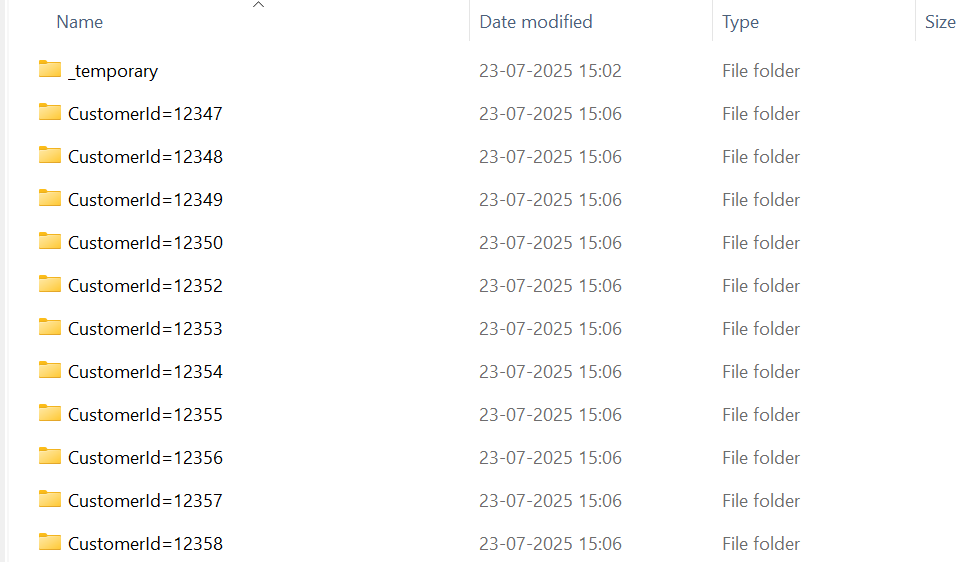 Name Date modified Type Size
_temporary 23-07-2025 15:02 File folder
CustomerId=12347 23-07-2025 15:06 File folder
CustomerId=12348 23-07-2025 15:06 File folder
CustomerId=12349 23-07-2025 15:06 File folder
CustomerId=12350 23-07-2025 15:06 File folder
CustomerId=12352 23-07-2025 15:06 File folder
CustomerId=12353 23-07-2025 15:06 File folder
CustomerId=12354 23-07-2025 15:06 File folder
CustomerId=12355 23-07-2025 15:06 File folder
CustomerId=12356 23-07-2025 15:06 File folder
CustomerId=12357 23-07-2025 15:06 File folder
CustomerId=12358 23-07-2025 15:06 File folder